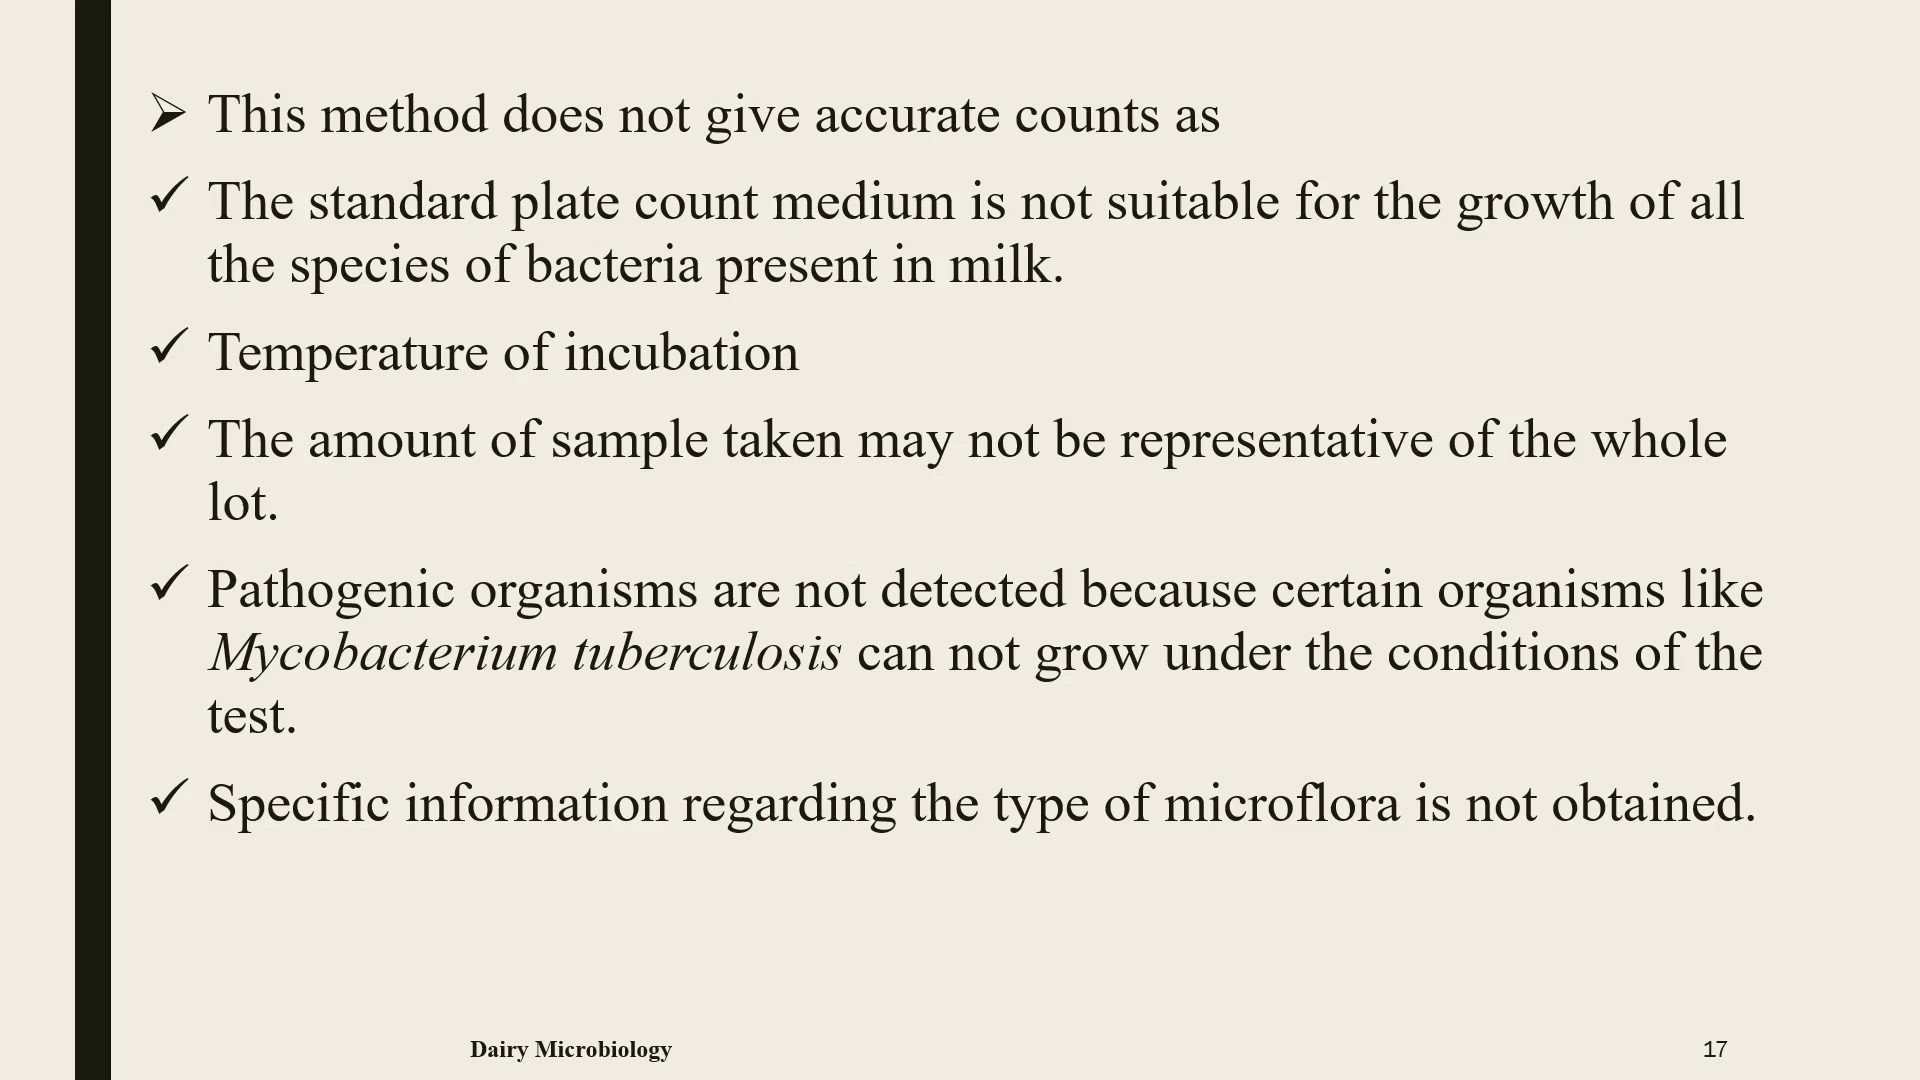 ➢ This method does not give accurate counts as
✓ The standard plate count medium is not suitable for the growth of all
the species of bacteria present in milk.
✓ Temperature of incubation
✓ The amount of sample taken may not be representative of the whole
lot.
✓ Pathogenic organisms are not detected because certain organisms like
Mycobacterium tuberculosis can not grow under the conditions of the
test.
✓ Specific information regarding the type of microflora is not obtained.
Dairy Microbiology
17